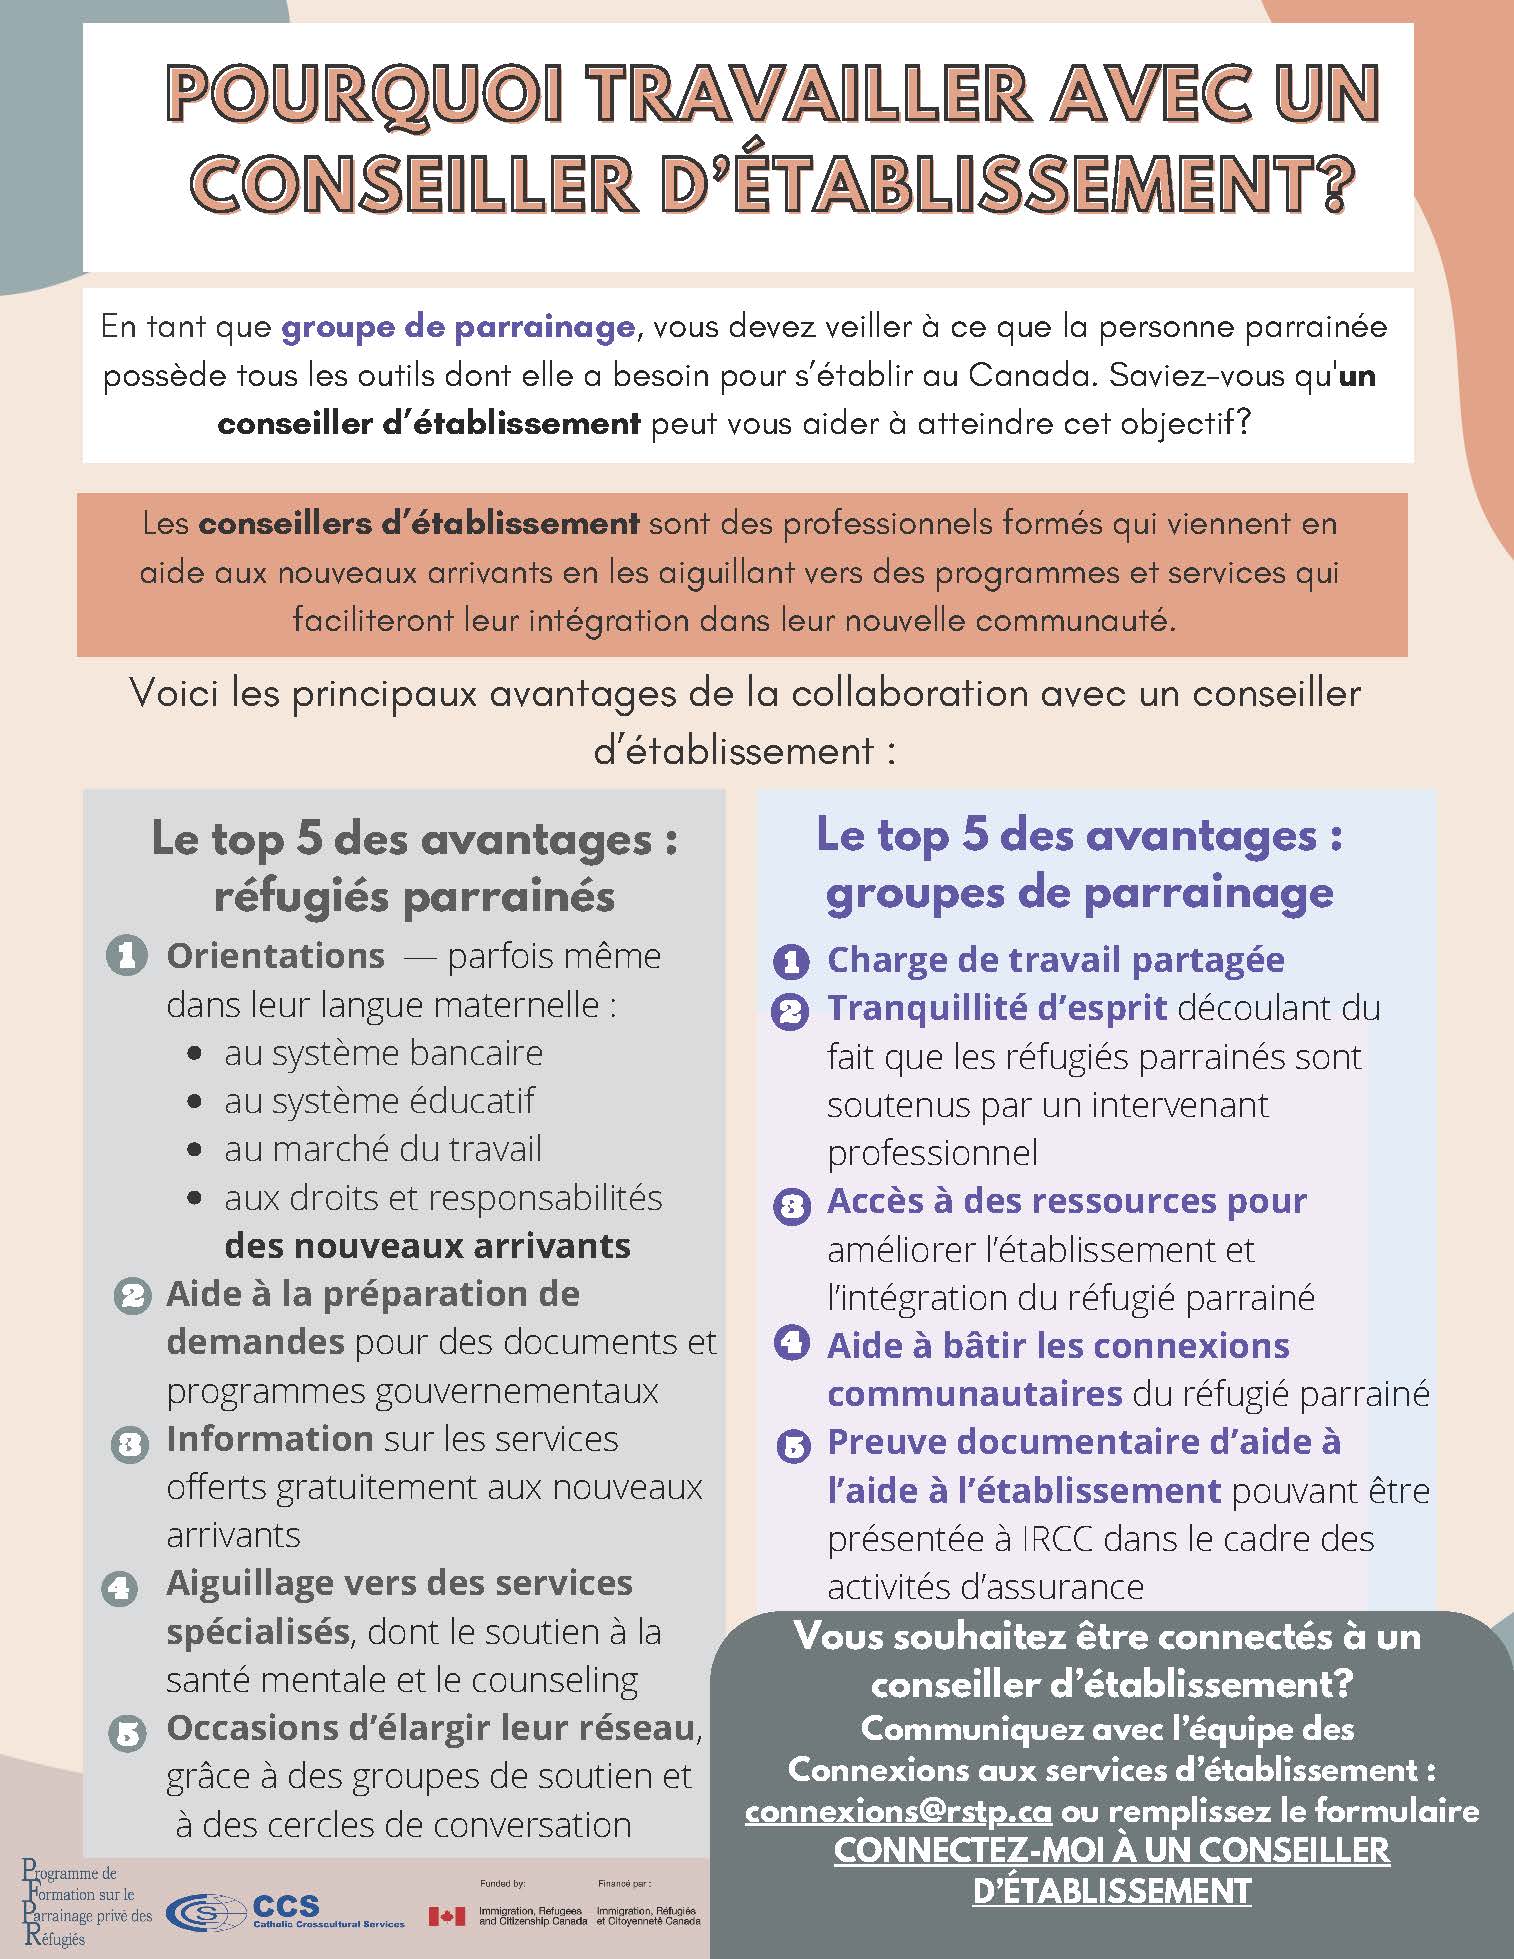 POURQUOI TRAVAILLER AVEC UN
CONSEILLER D'ÉTABLISSEMENT?
En tant que groupe de parrainage, vous devez veiller à ce que la personne parrainée
possède tous les outils dont elle a besoin pour s'établir au Canada. Saviez-vous qu'un
conseiller d'établissement peut vous aider à atteindre cet objectif?
Les conseillers d'établissement sont des professionnels formés qui viennent en
aide aux nouveaux arrivants en les aiguillant vers des programmes et services qui
faciliteront leur intégration dans leur nouvelle communauté.
Voici les principaux avantages de la collaboration avec un conseiller
d'établissement :
Le top 5 des avantages :
réfugiés parrainés
1 Orientations — parfois même
dans leur langue maternelle :
• au système bancaire
• au système éducatif
• au marché du travail
• aux droits et responsabilités
des nouveaux arrivants
2 Aide à la préparation de
demandes pour des documents et
programmes gouvernementaux
3 Information sur les services
offerts gratuitement aux nouveaux
arrivants
4 Aiguillage vers des services
spécialisés, dont le soutien à la
santé mentale et le counseling
5 Occasions d'élargir leur réseau,
grâce à des groupes de soutien et
à des cercles de conversation
Le top 5 des avantages :
groupes de parrainage
1 Charge de travail partagée
2 Tranquillité d'esprit découlant du
fait que les réfugiés parrainés sont
soutenus par un intervenant
professionnel
3 Accès à des ressources pour
améliorer l'établissement et
l'intégration du réfugié parrainé
4 Aide à bâtir les connexions
communautaires du réfugié parrainé
5 Preuve documentaire d'aide à
l'aide à l'établissement pouvant être
présentée à IRCC dans le cadre des
activités d'assurance
Vous souhaitez être connectés à un
conseiller d'établissement?
Communiquez avec l'équipe des
Connexions aux services d'établissement :
connexions@rstp.ca ou remplissez le formulaire
CONNECTEZ-MOI À UN CONSEILLER
D'ÉTABLISSEMENT
Programme de
Formation sur le
Parrainage privé des
Réfugiés
CCS
Catholic Crosscultural Services
Funded by:
Financé par :
Immigration, Refugees
and Citizenship Canada
Immigration, Réfugiés
et Citoyenneté Canada